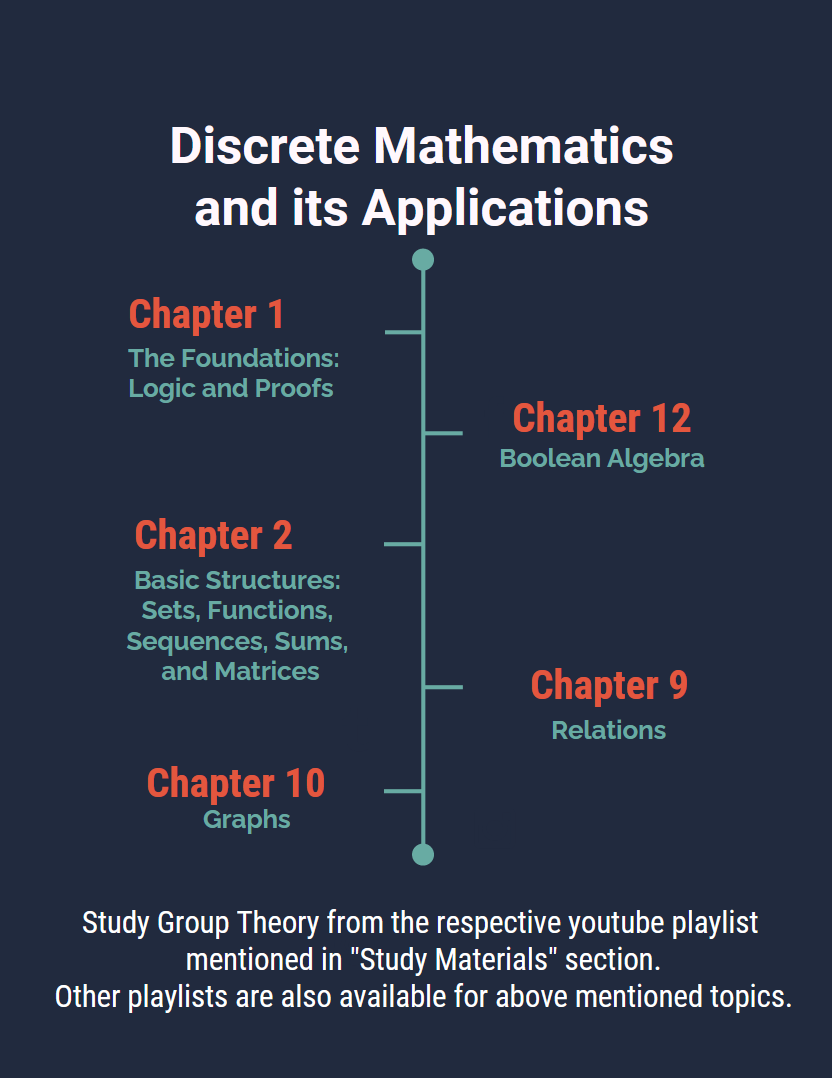 Discrete Mathematics
and its Applications
Chapter 1
The Foundations:
Logic and Proofs
Chapter 12
Boolean Algebra
Chapter 2
Basic Structures:
Sets, Functions,
Sequences, Sums,
and Matrices
Chapter 9
Relations
Chapter 10
Graphs
Study Group Theory from the respective youtube playlist
mentioned in "Study Materials" section.
Other playlists are also available for above mentioned topics.